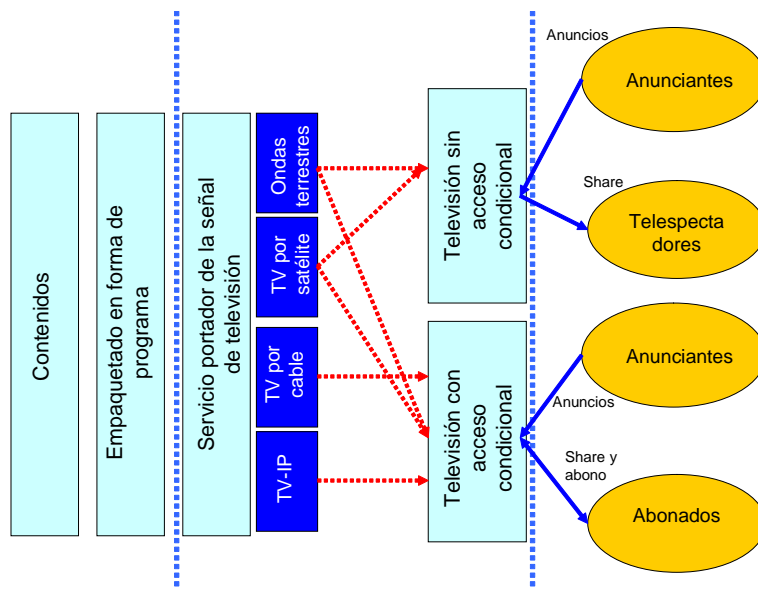 Contenidos
Empaquetado en forma de
programa
Servicio portador de la señal
de televisión
Ondas
terrestres
TV por
satélite
TV por
cable
TV-IP
Televisión sin
acceso
condicional
Televisión con
acceso
condicional
Anuncios
Anunciantes
Share
Telespecta
dores
Anunciantes
Anuncios
Share y
abono
Abonados